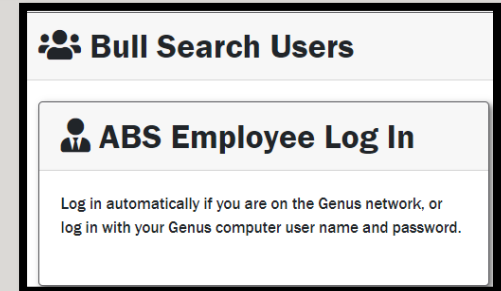 Bull Search Users
ABS Employee Log In
Log in automatically if you are on the Genus network, or
log in with your Genus computer user name and password.